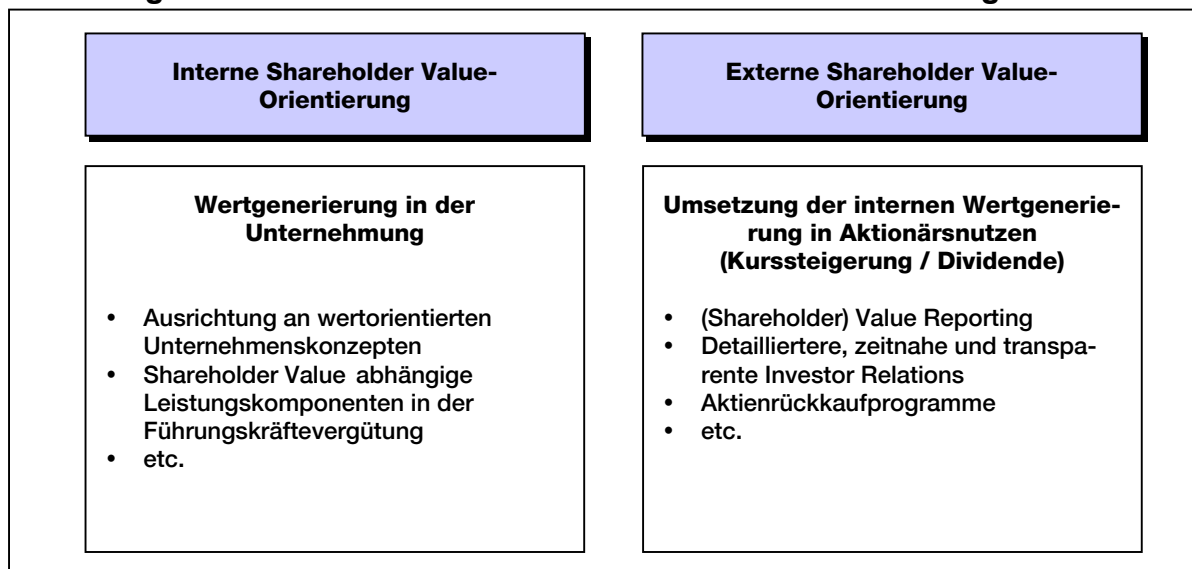 Interne Shareholder Value-
Orientierung
Wertgenerierung in der
Unternehmung
• Ausrichtung an wertorientierten
Unternehmenskonzepten
• Shareholder Value abhängige
Leistungskomponenten in der
Führungskräftevergütung
• etc.
Externe Shareholder Value-
Orientierung
Umsetzung der internen Wertgenerie-
rung in Aktionärsnutzen
(Kurssteigerung / Dividende)
• (Shareholder) Value Reporting
• Detailliertere, zeitnahe und transpa-
rente Investor Relations
• Aktienrückkaufprogramme
• etc.